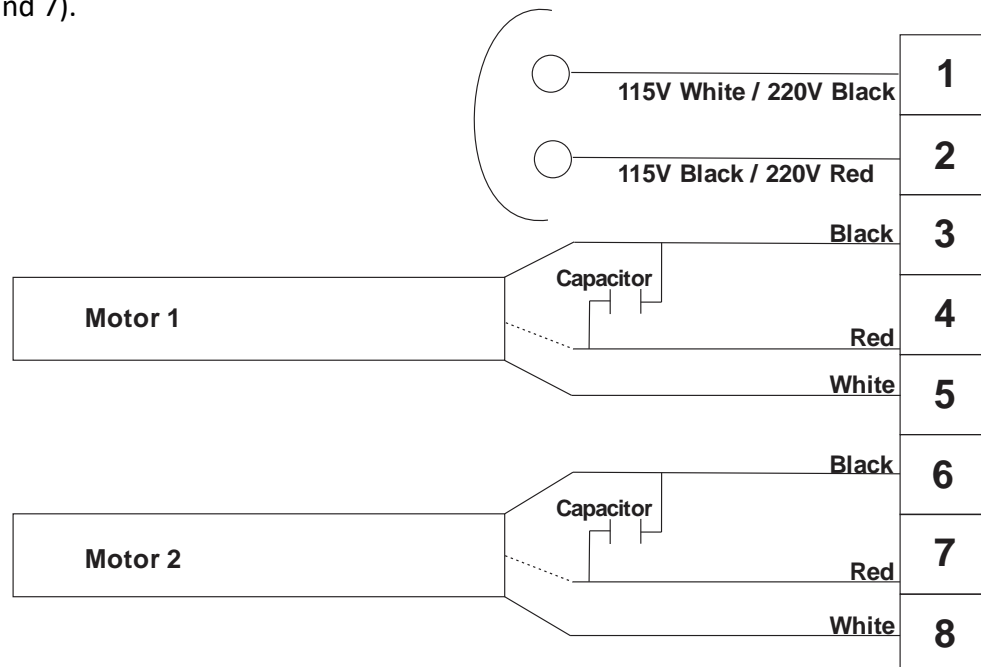 nd 7).
115V White / 220V Black
1
115V Black / 220V Red
2
Black
3
Capacitor
Motor 1
4
Red
White
5
Black
6
Capacitor
Motor 2
7
Red
White
8